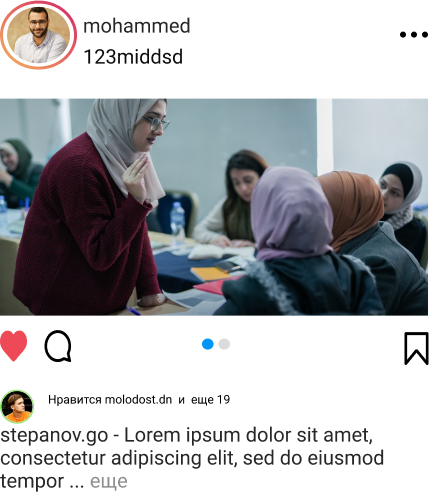 mohammed
123middsd
Нравится molodost.dn и еще 19
stepanov.go - Lorem ipsum dolor sit amet,
consectetur adipiscing elit, sed do eiusmod
tempor ... еще